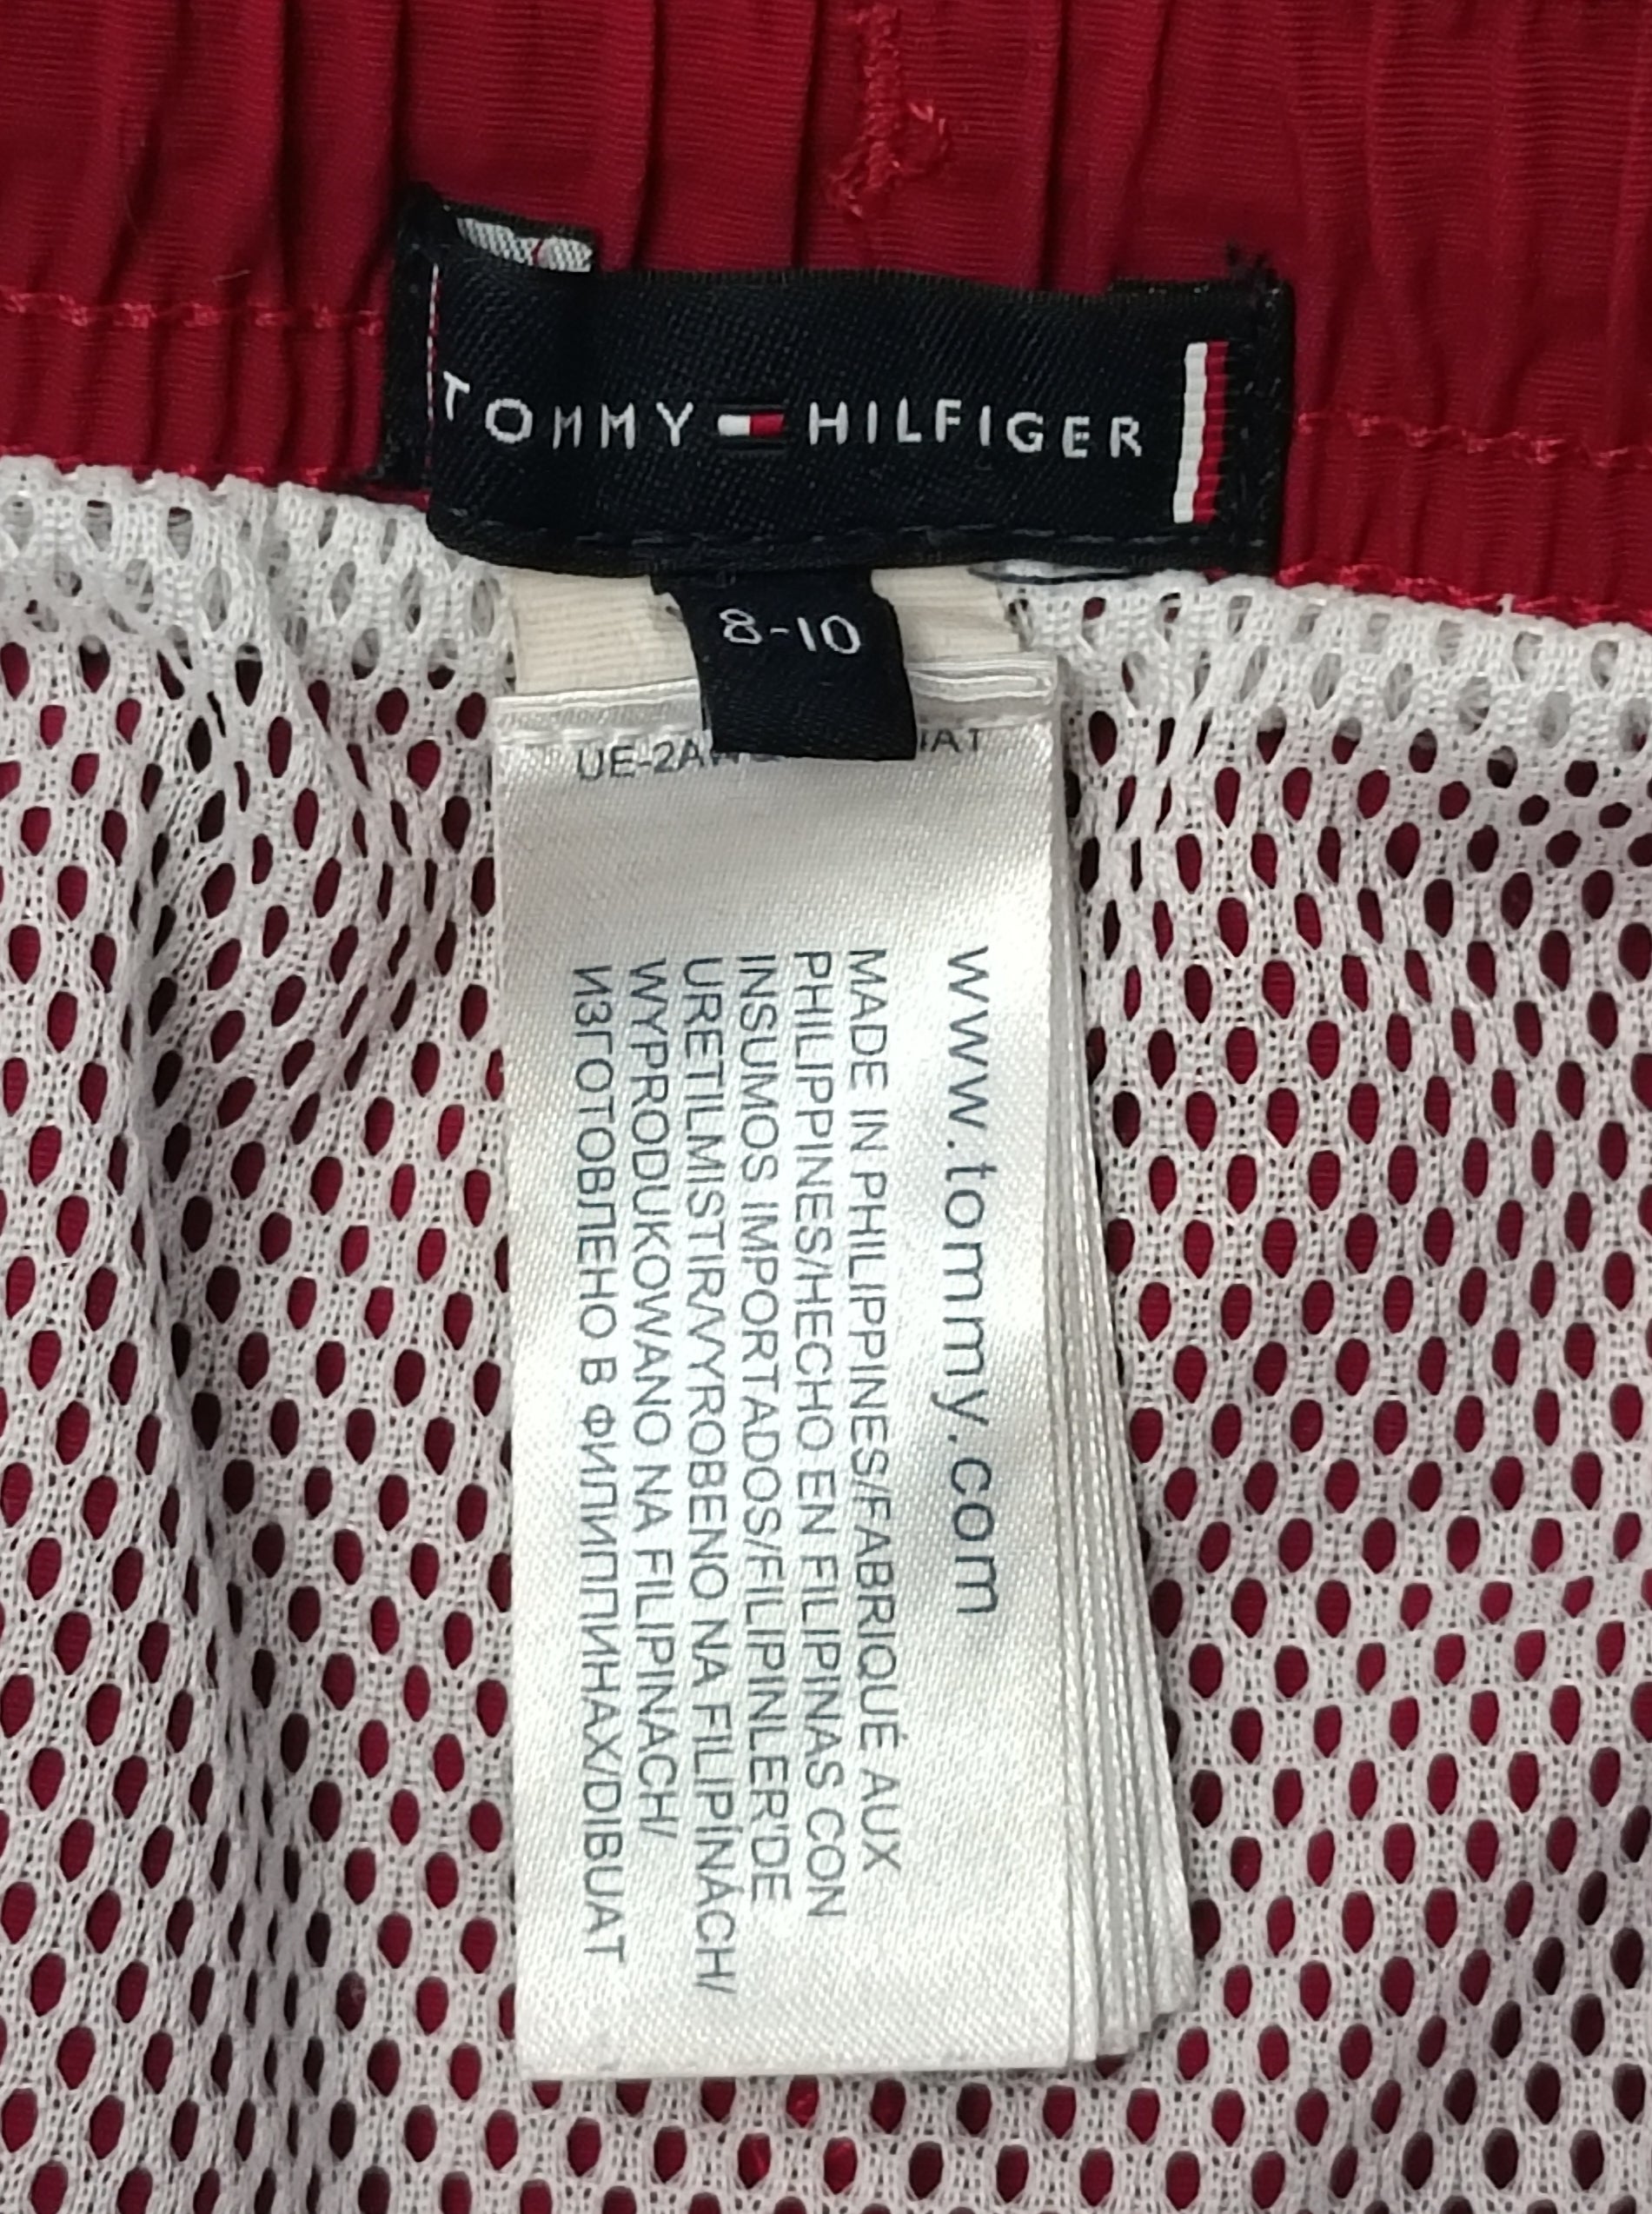 TOMMY HILFIGER
8-10
www.tommy.com
MADE IN PHILIPPINES/FABRIQUÉ AUX
PHILIPPINES/HECHO EN FILIPINAS CON
INSUMOS IMPORTADOS/FILIPINLER'DE
URETILMISTIR/VYROBENO NA FILIPÍNÁCH/
WYPRODUKOWANO NA FILIPINACH/
ИЗГОТОВЛЕНО В ФИЛИППИНАХ/DIBUAT